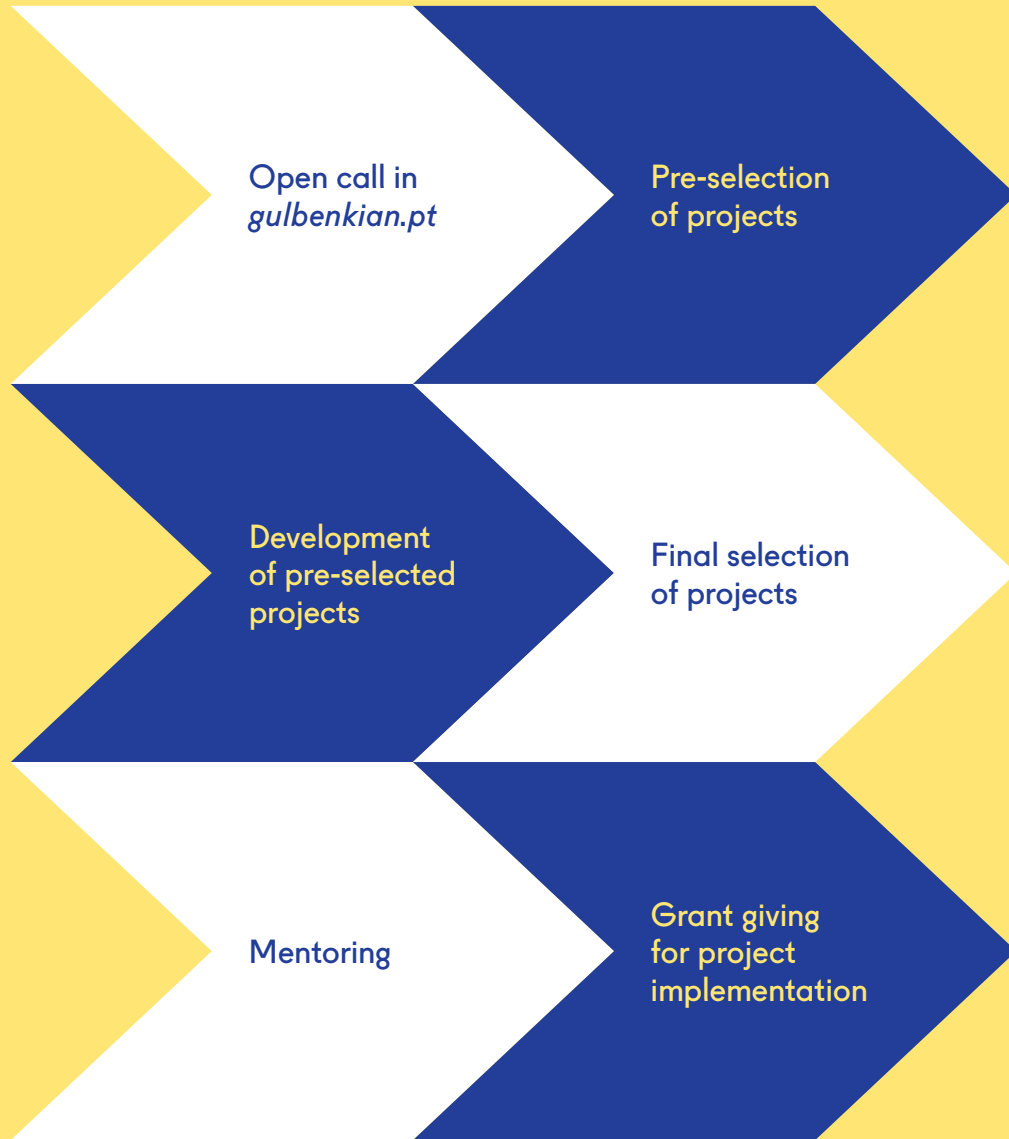 Open call in
gulbenkian.pt
Pre-selection
of projects
Development
of pre-selected
projects
Final selection
of projects
Mentoring
Grant giving
for project
implementation